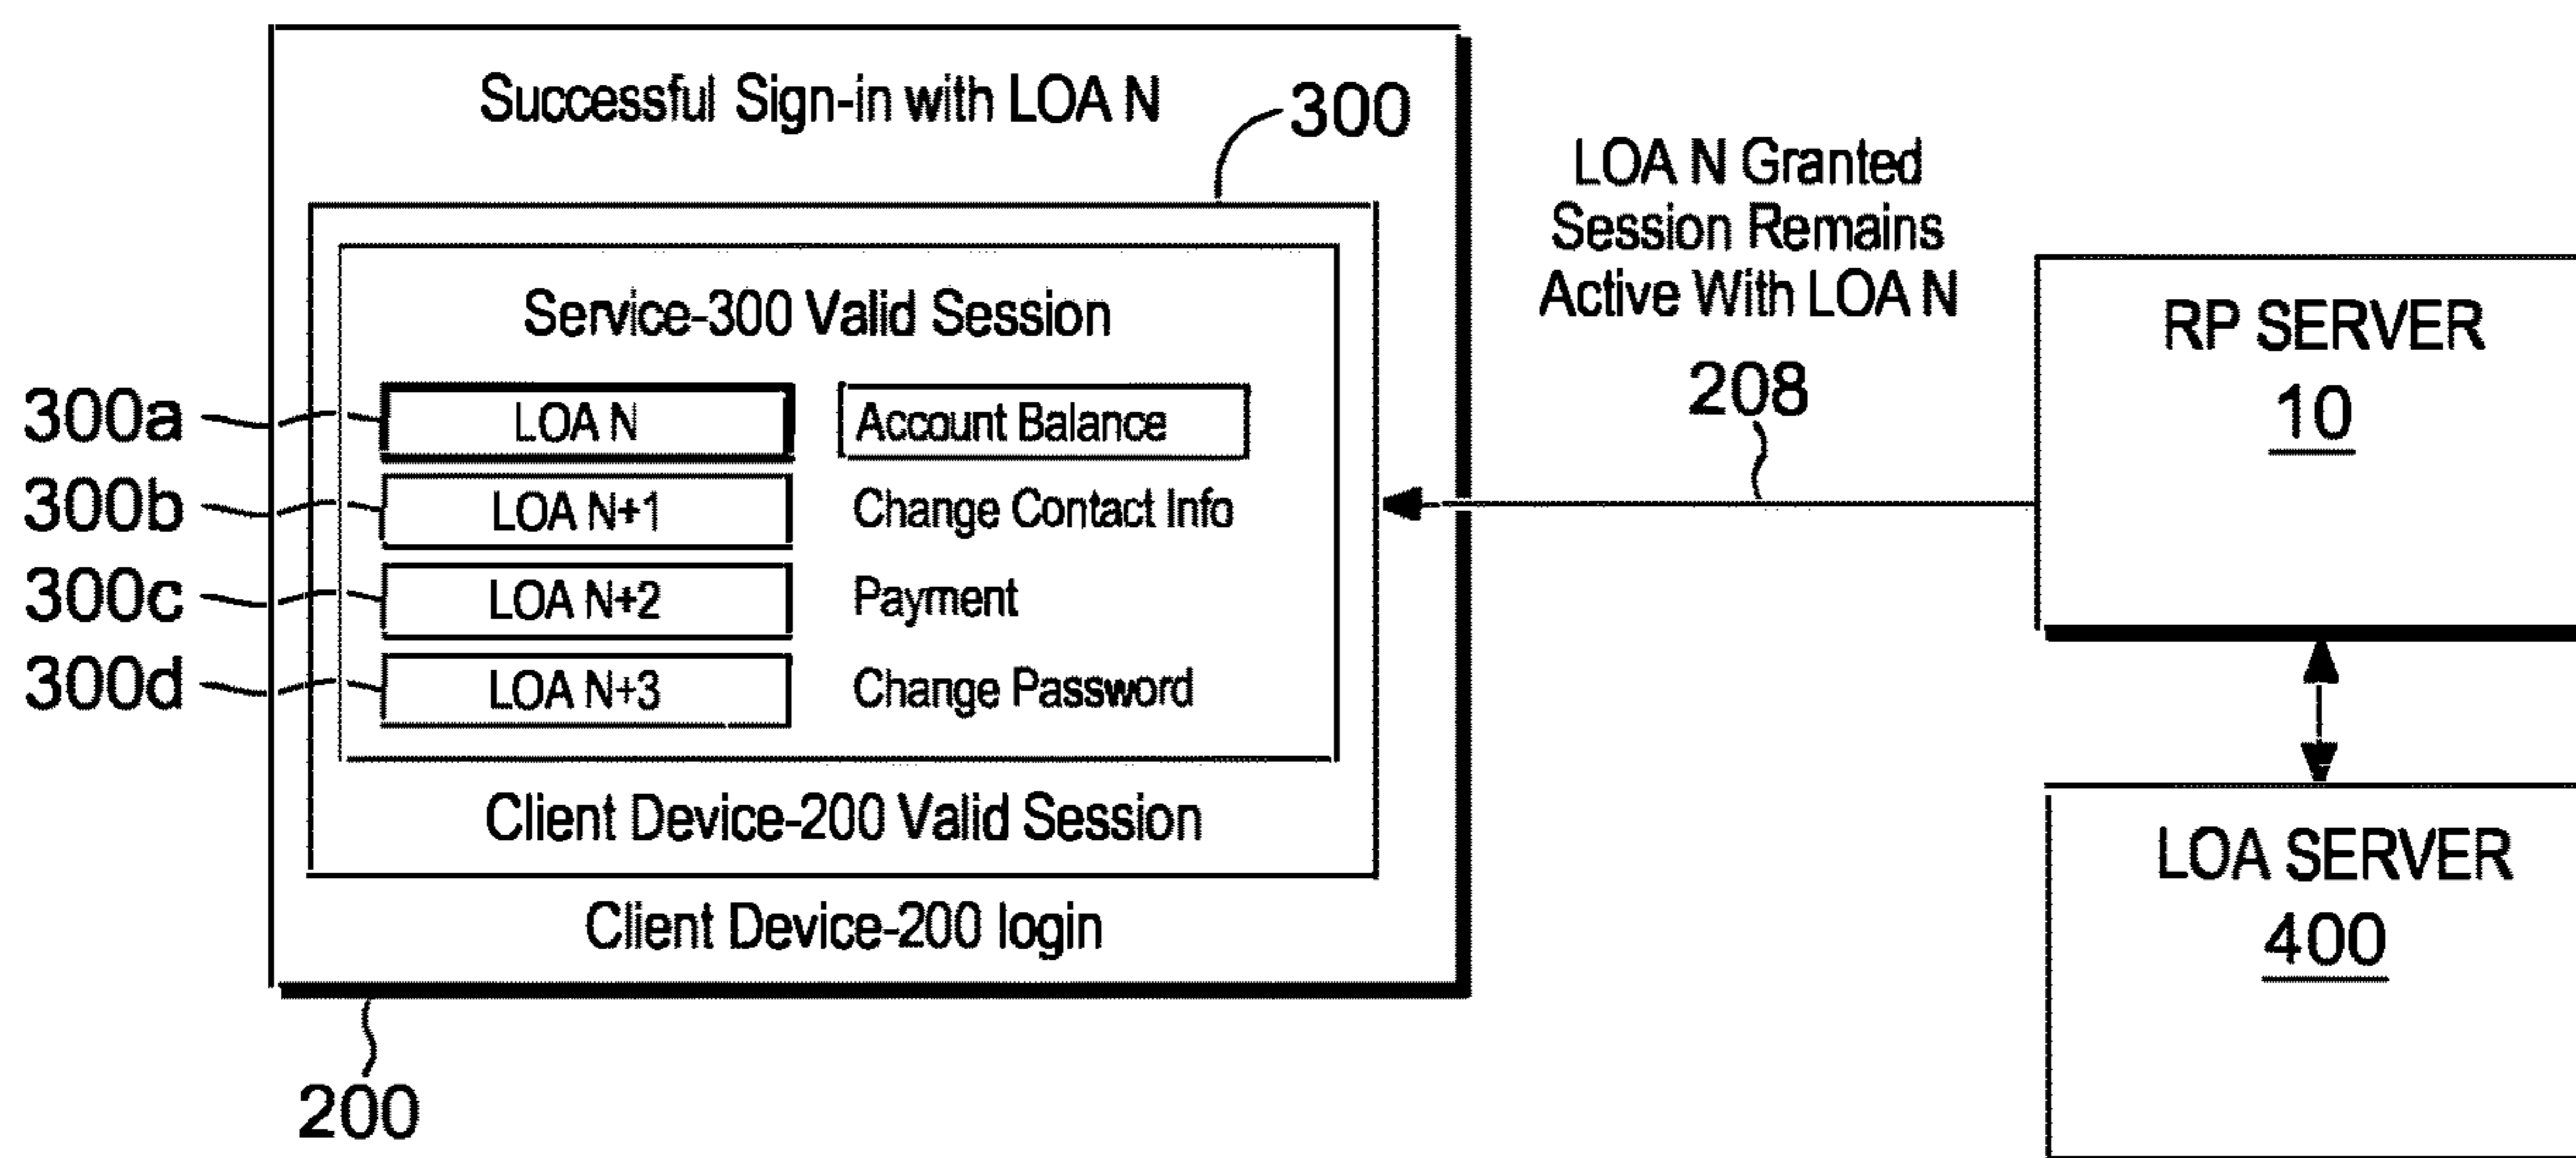 Successful Sign-in with LOA N
300
LOA N Granted
Session Remains
Active With LOA N
208
Service-300 Valid Session
300a LOA N Account Balance
300b LOA N+1 Change Contact Info
300c LOA N+2 Payment
300d LOA N+3 Change Password
Client Device-200 Valid Session
Client Device-200 login
200
RP SERVER
10
LOA SERVER
400